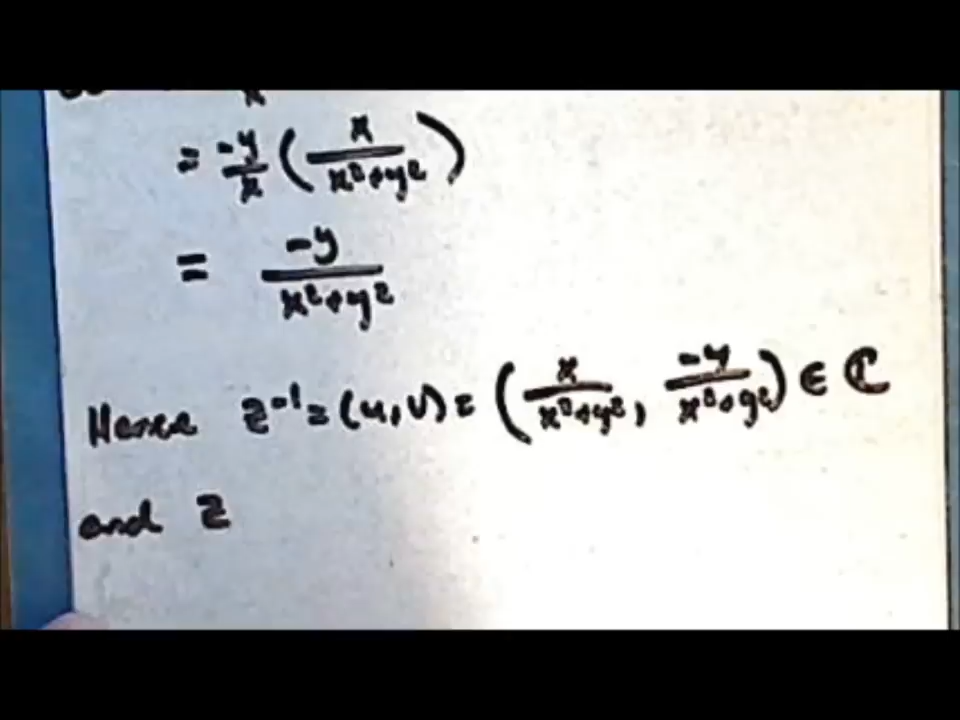 = -y/x ( x/x²+y² )
= -y/x²+y²
Hence z⁻¹ = (u, v) = ( x/x²+y² , -y/x²+y² ) ∈ ℂ
and z